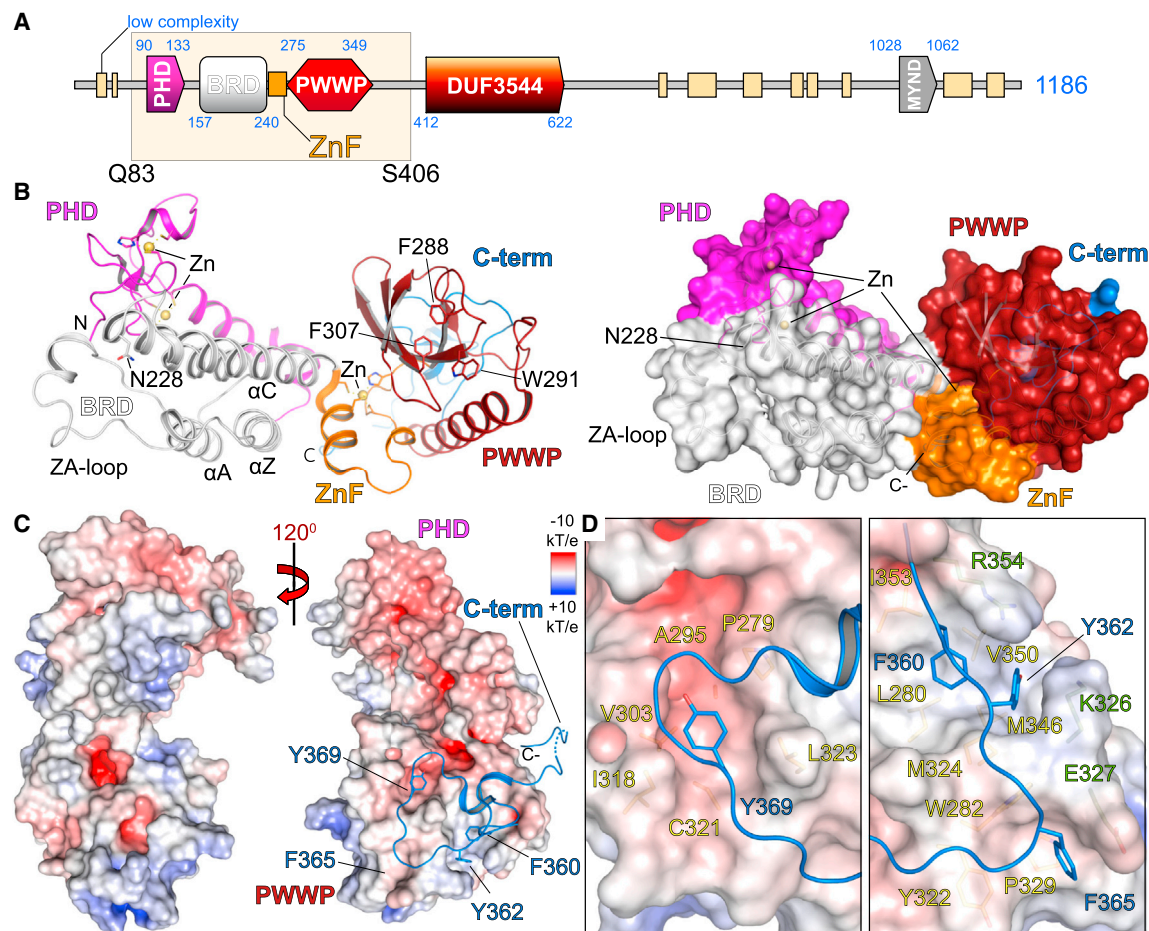 A
low complexity
90 133 275 349 1028 1062
PHD BRD PWWP DUF3544 MYND 1186
157 240 412 622
ZnF
Q83 S406
B
PHD
Zn
F288
C-term
N
F307
N228
Zn
W291
BRD
αC
ZA-loop
αA
αZ
C
ZnF
PWWP
PHD
PWWP
Zn
C-term
N228
ZA-loop
BRD
C-
ZnF
C
120⁰
PHD
-10
kT/e
+10
kT/e
C-term
C-
Y369
F365
PWWP
F360
Y362
D
A295
P279
V303
L323
I318
Y369
C321
R354
I353
Y362
F360
V350
L280
K326
M346
M324
E327
W282
P329
Y322
F365